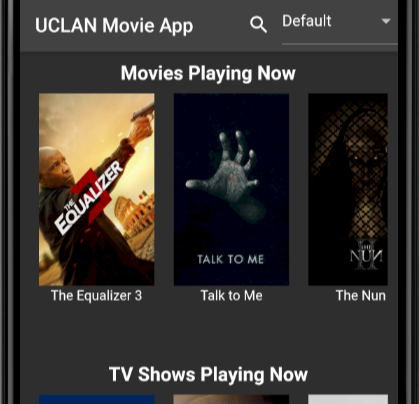 UCLAN Movie App
Default
Movies Playing Now
THE
EQUALIZER
3
TALK TO ME
THE
NUN
II
The Equalizer 3
Talk to Me
The Nun
TV Shows Playing Now